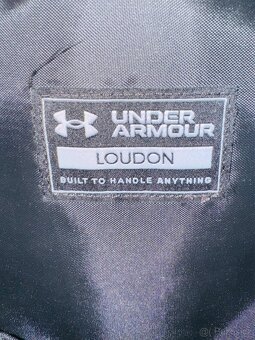 UNDER
ARMOUR
LOUDON
BUILT TO HANDLE ANYTHING